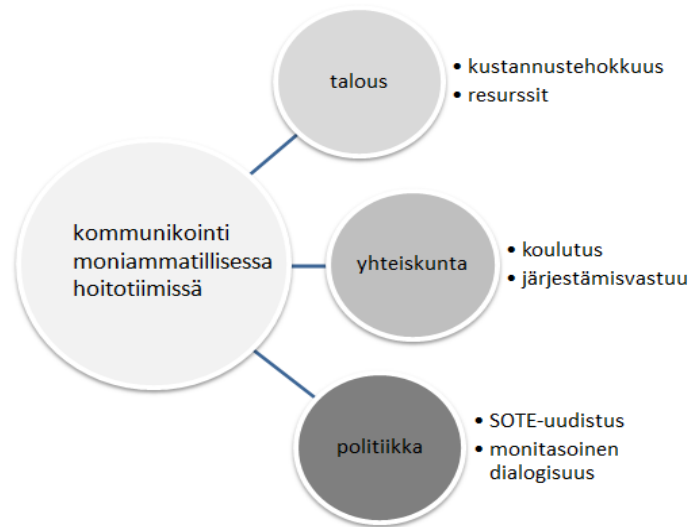 talous
• kustannustehokkuus
• resurssit
kommunikointi
moniammatillisessa
hoitotiimissä
yhteiskunta
• koulutus
• järjestämisvastuu
politiikka
• SOTE-uudistus
• monitasoinen
dialogisuus